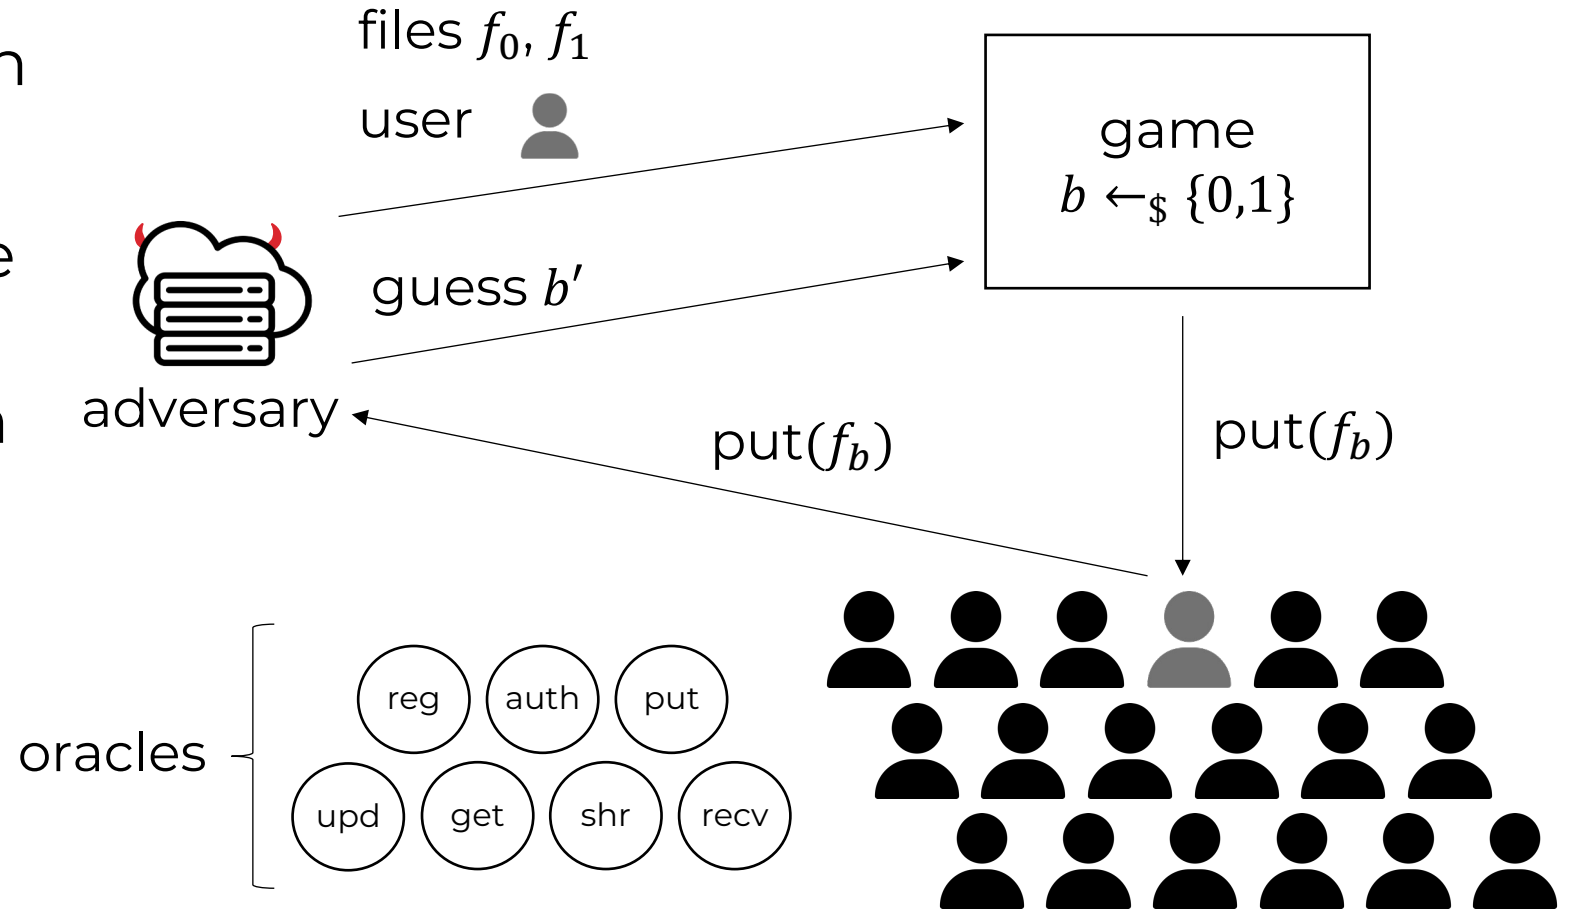 files f₀, f₁
user
game
b ←$ {0,1}
guess b′
adversary
put(f_b)
put(f_b)
reg auth put
oracles
upd get shr recv